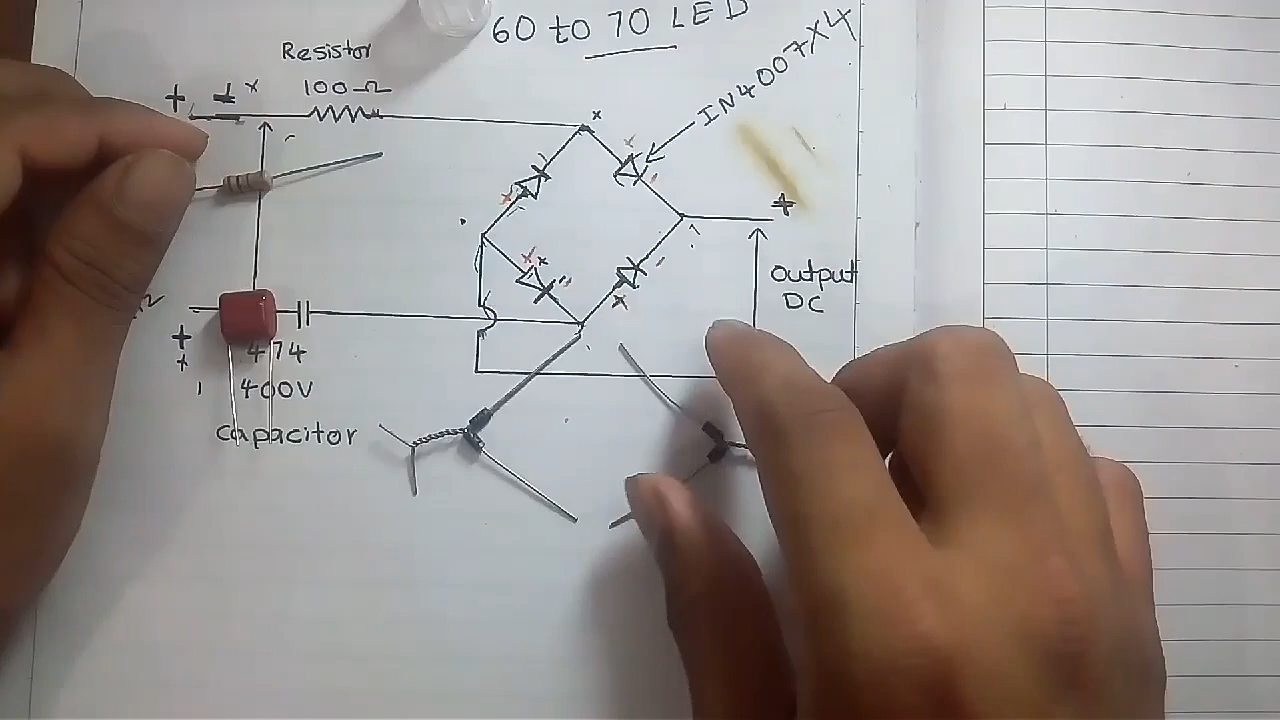 60 to 70 LED
Resistor
100Ω
IN4007X4
+
+
output
DC
+
+
474
400V
capacitor